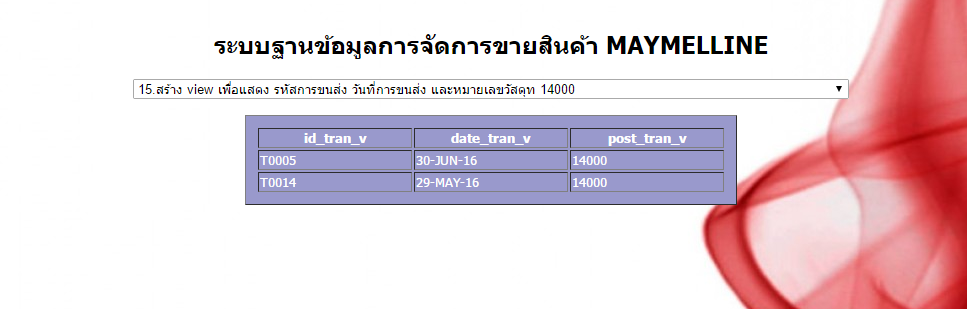 ระบบฐานข้อมูลการจัดการขายสินค้า MAYMELLINE
15.สร้าง view เพื่อแสดง รหัสการขนส่ง วันที่การขนส่ง และหมายเลขวัสดุท 14000
id_tran_v date_tran_v post_tran_v
T0005 30-JUN-16 14000
T0014 29-MAY-16 14000